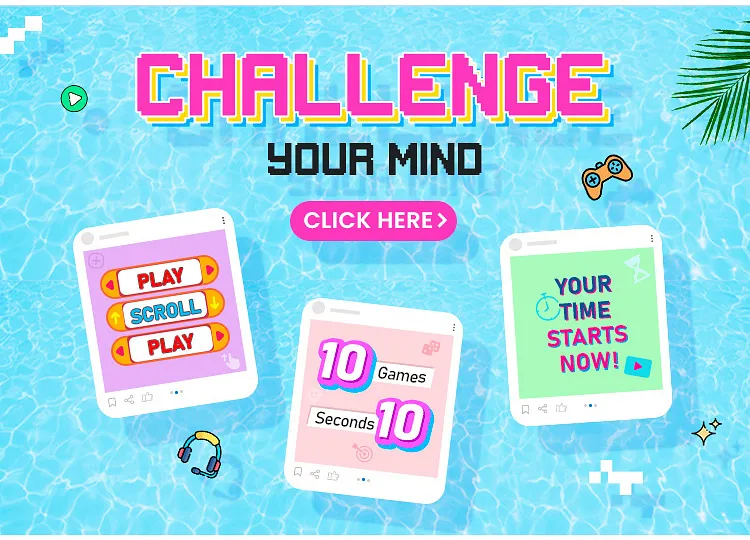 CHALLENGE
YOUR MIND
CLICK HERE
PLAY
SCROLL
PLAY
10 Games
Seconds 10
YOUR
TIME
STARTS
NOW!